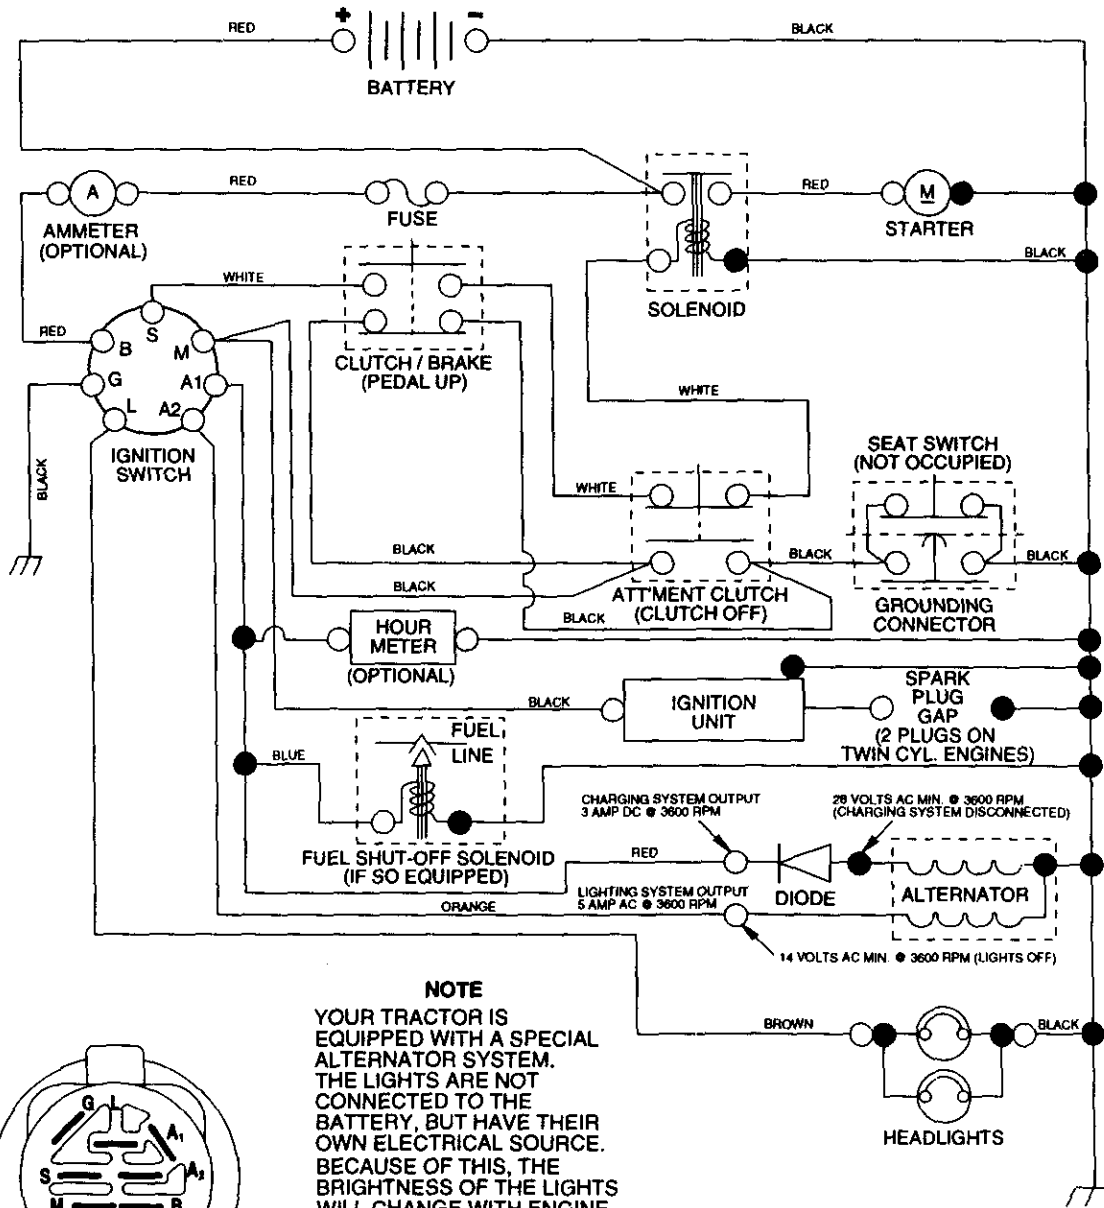 +
-
RED
BLACK
BATTERY
A
RED
RED
M
AMMETER
(OPTIONAL)
FUSE
STARTER
WHITE
BLACK
SOLENOID
RED
S
B
M
CLUTCH / BRAKE
(PEDAL UP)
G
A1
L
A2
WHITE
IGNITION
SWITCH
BLACK
SEAT SWITCH
(NOT OCCUPIED)
WHITE
BLACK
BLACK
BLACK
BLACK
ATT'MENT CLUTCH
(CLUTCH OFF)
GROUNDING
CONNECTOR
BLACK
HOUR
METER
(OPTIONAL)
BLACK
IGNITION
UNIT
SPARK
PLUG
GAP
(2 PLUGS ON
TWIN CYL. ENGINES)
BLUE
FUEL
LINE
CHARGING SYSTEM OUTPUT
3 AMP DC @ 3600 RPM
28 VOLTS AC MIN. @ 3600 RPM
(CHARGING SYSTEM DISCONNECTED)
FUEL SHUT-OFF SOLENOID
(IF SO EQUIPPED)
RED
DIODE
ALTERNATOR
LIGHTING SYSTEM OUTPUT
5 AMP AC @ 3600 RPM
ORANGE
14 VOLTS AC MIN. @ 3600 RPM (LIGHTS OFF)
BROWN
BLACK
HEADLIGHTS
NOTE
YOUR TRACTOR IS
EQUIPPED WITH A SPECIAL
ALTERNATOR SYSTEM.
THE LIGHTS ARE NOT
CONNECTED TO THE
BATTERY, BUT HAVE THEIR
OWN ELECTRICAL SOURCE.
BECAUSE OF THIS, THE
BRIGHTNESS OF THE LIGHTS
WILL CHANGE WITH ENGINE
G
L
A1
A2
S
M
B